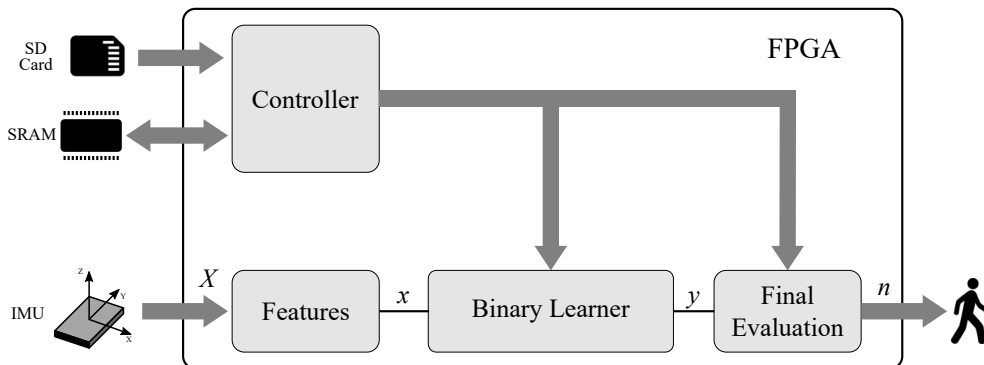 SD
Card
FPGA
Controller
SRAM
IMU
Z
Y
X
X
Features
x
Binary Learner
y
Final
Evaluation
n